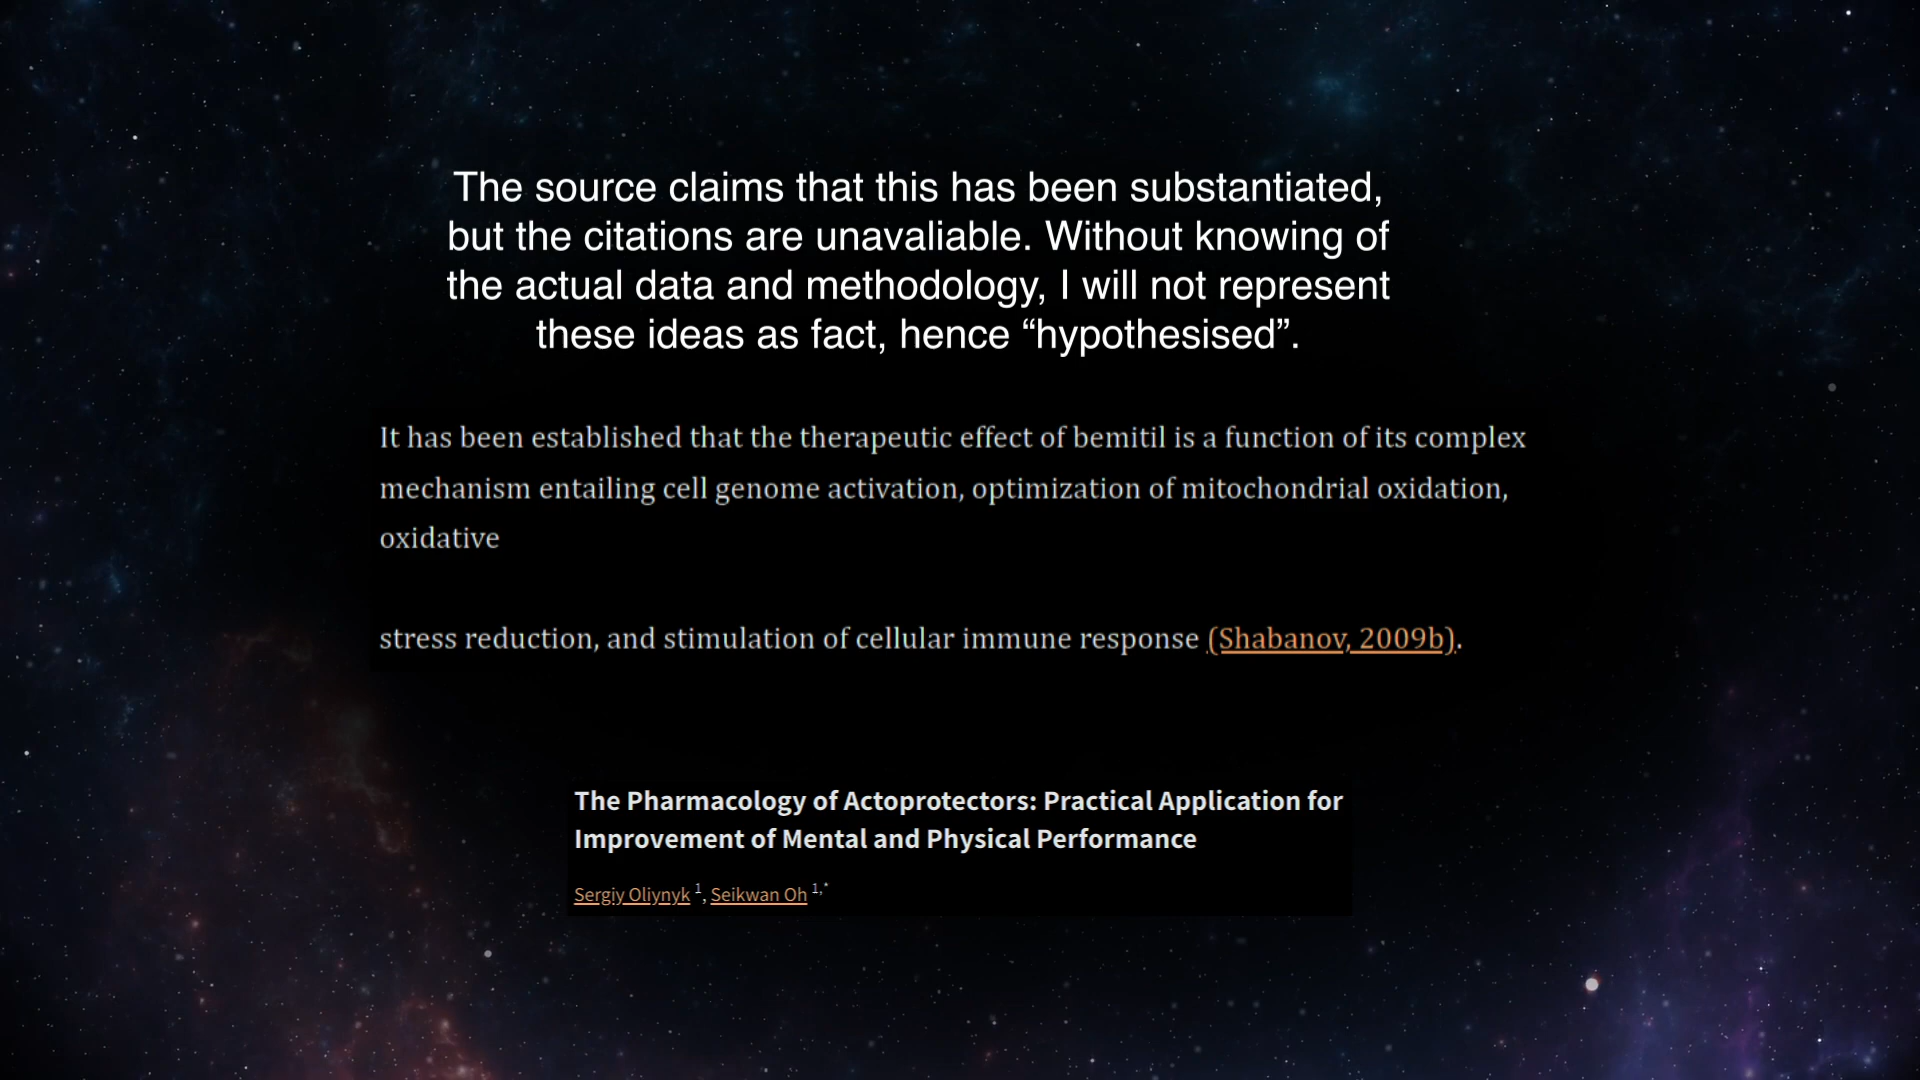 The source claims that this has been substantiated,
but the citations are unavaliable. Without knowing of
the actual data and methodology, I will not represent
these ideas as fact, hence “hypothesised”.
It has been established that the therapeutic effect of bemitil is a function of its complex
mechanism entailing cell genome activation, optimization of mitochondrial oxidation,
oxidative
stress reduction, and stimulation of cellular immune response (Shabanov, 2009b).
The Pharmacology of Actoprotectors: Practical Application for
Improvement of Mental and Physical Performance
Sergiy Oliynyk 1, Seikwan Oh 1,*